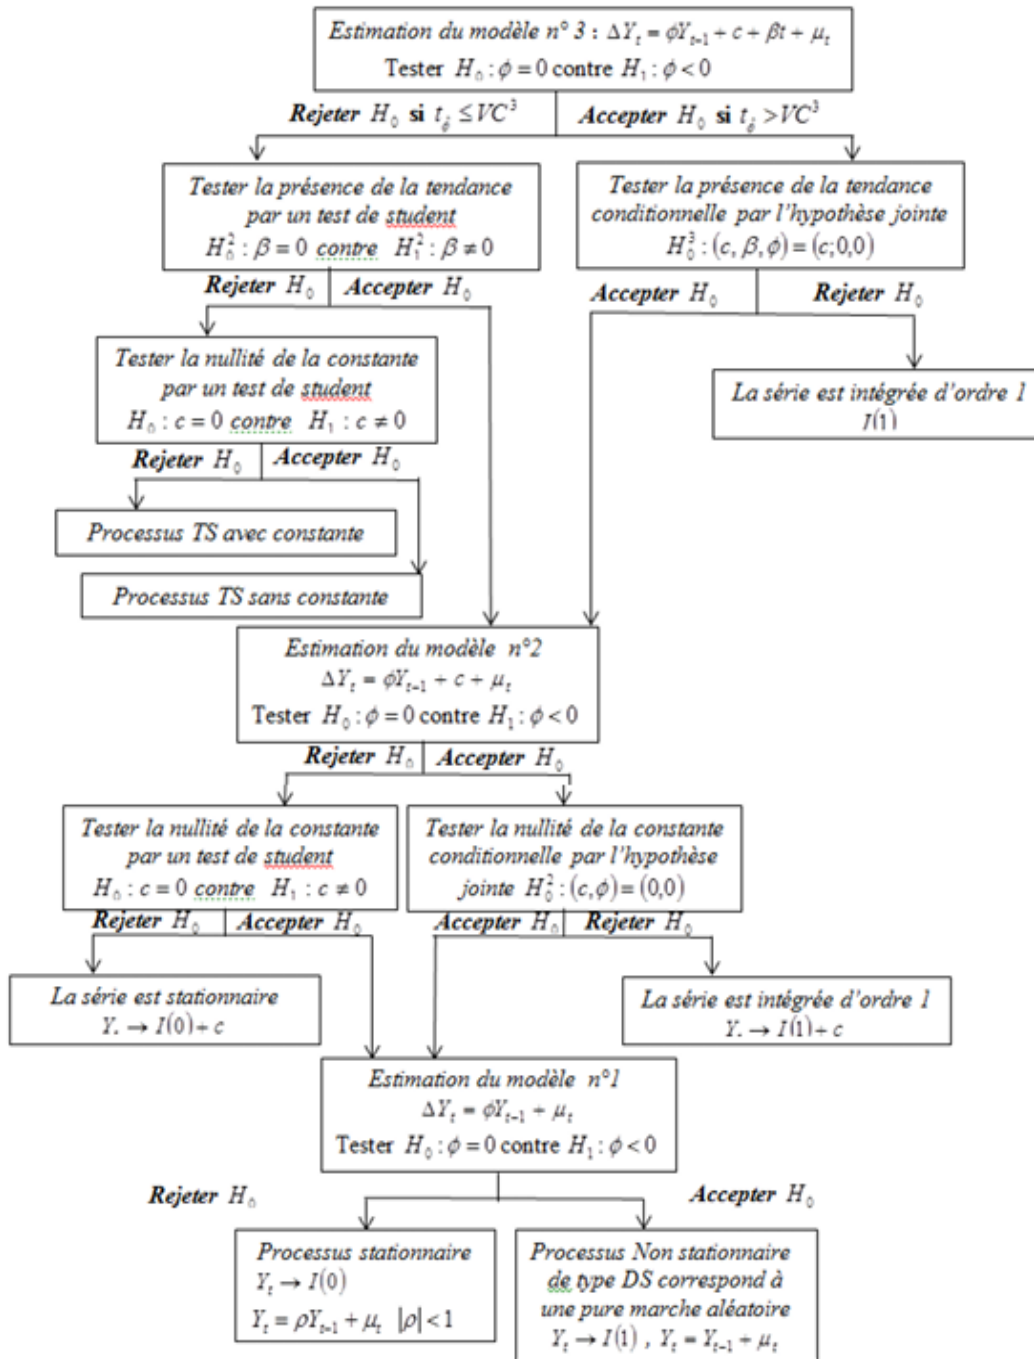 Estimation du modèle n° 3 : ΔY_t = ϕY_{t-1} + c + βt + μ_t
Tester H_0 : ϕ = 0 contre H_1 : ϕ < 0
Rejeter H_0 si t_ϕ̂ ≤ VC^3
Accepter H_0 si t_ϕ̂ > VC^3
Tester la présence de la tendance
par un test de student
H_0^2 : β = 0 contre H_1^2 : β ≠ 0
Tester la présence de la tendance
conditionnelle par l'hypothèse jointe
H_0^3 : (c, β, ϕ) = (c;0,0)
Rejeter H_0
Accepter H_0
Accepter H_0
Rejeter H_0
Tester la nullité de la constante
par un test de student
H_0 : c = 0 contre H_1 : c ≠ 0
La série est intégrée d'ordre 1
I(1)
Rejeter H_0
Accepter H_0
Processus TS avec constante
Processus TS sans constante
Estimation du modèle n°2
ΔY_t = ϕY_{t-1} + c + μ_t
Tester H_0 : ϕ = 0 contre H_1 : ϕ < 0
Rejeter H_0
Accepter H_0
Tester la nullité de la constante
par un test de student
H_0 : c = 0 contre H_1 : c ≠ 0
Tester la nullité de la constante
conditionnelle par l'hypothèse
jointe H_0^2 : (c, ϕ) = (0,0)
Rejeter H_0
Accepter H_0
Accepter H_0
Rejeter H_0
La série est stationnaire
Y. → I(0) + c
La série est intégrée d'ordre 1
Y. → I(1) + c
Estimation du modèle n°1
ΔY_t = ϕY_{t-1} + μ_t
Tester H_0 : ϕ = 0 contre H_1 : ϕ < 0
Rejeter H_0
Accepter H_0
Processus stationnaire
Y_t → I(0)
Y_t = ρY_{t-1} + μ_t |ρ| < 1
Processus Non stationnaire
de type DS correspond à
une pure marche aléatoire
Y_t → I(1) , Y_t = Y_{t-1} + μ_t